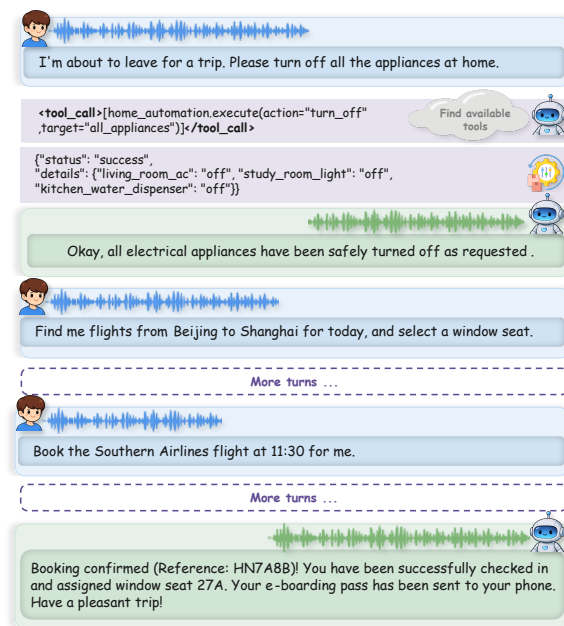 I'm about to leave for a trip. Please turn off all the appliances at home.
<tool_call>[home_automation.execute(action="turn_off"
,target="all_appliances")]</tool_call>
Find available
tools
{"status": "success",
"details": {"living_room_ac": "off", "study_room_light": "off",
"kitchen_water_dispenser": "off"}}
Okay, all electrical appliances have been safely turned off as requested .
Find me flights from Beijing to Shanghai for today, and select a window seat.
More turns ...
Book the Southern Airlines flight at 11:30 for me.
More turns ...
Booking confirmed (Reference: HN7A8B)! You have been successfully checked in
and assigned window seat 27A. Your e-boarding pass has been sent to your phone.
Have a pleasant trip!